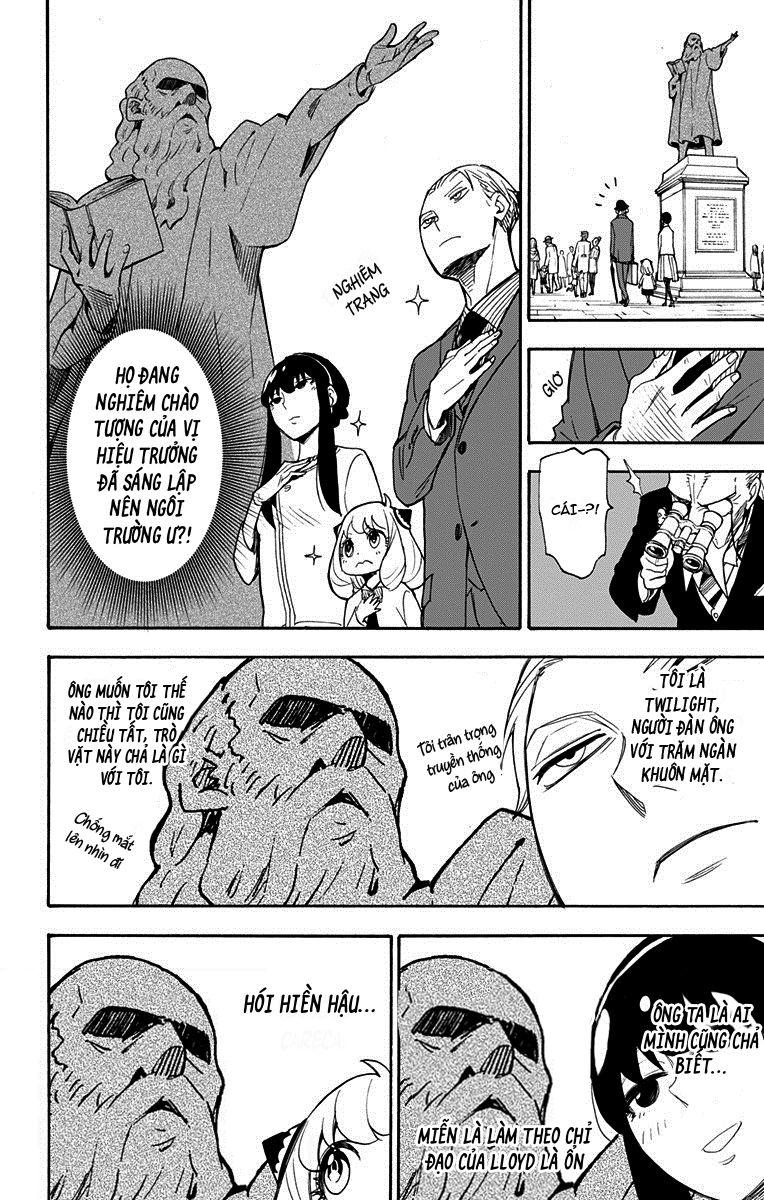 GIƠ
CÁI-?!
NGHIÊM
TRANG
HỌ ĐANG
NGHIÊM CHÀO
TƯỢNG CỦA VỊ
HIỆU TRƯỞNG
ĐÃ SÁNG LẬP
NÊN NGÔI
TRƯỜNG Ư?!
TÔI LÀ
TWILIGHT,
NGƯỜI ĐÀN ÔNG
VỚI TRĂM NGÀN
KHUÔN MẶT.
Tôi trân trọng
truyền thống
của ông
ÔNG MUỐN TÔI THẾ
NÀO THÌ TÔI CŨNG
CHIỀU TẤT, TRÒ
VẶT NÀY CHẢ LÀ GÌ
VỚI TÔI.
Chống mắt
lên nhìn đi
ÔNG TA LÀ AI
MÌNH CŨNG CHẢ
BIẾT...
MIỄN LÀ LÀM THEO CHỈ
ĐẠO CỦA LLOYD LÀ ỔN
HÓI HIỀN HẬU...
CARECA